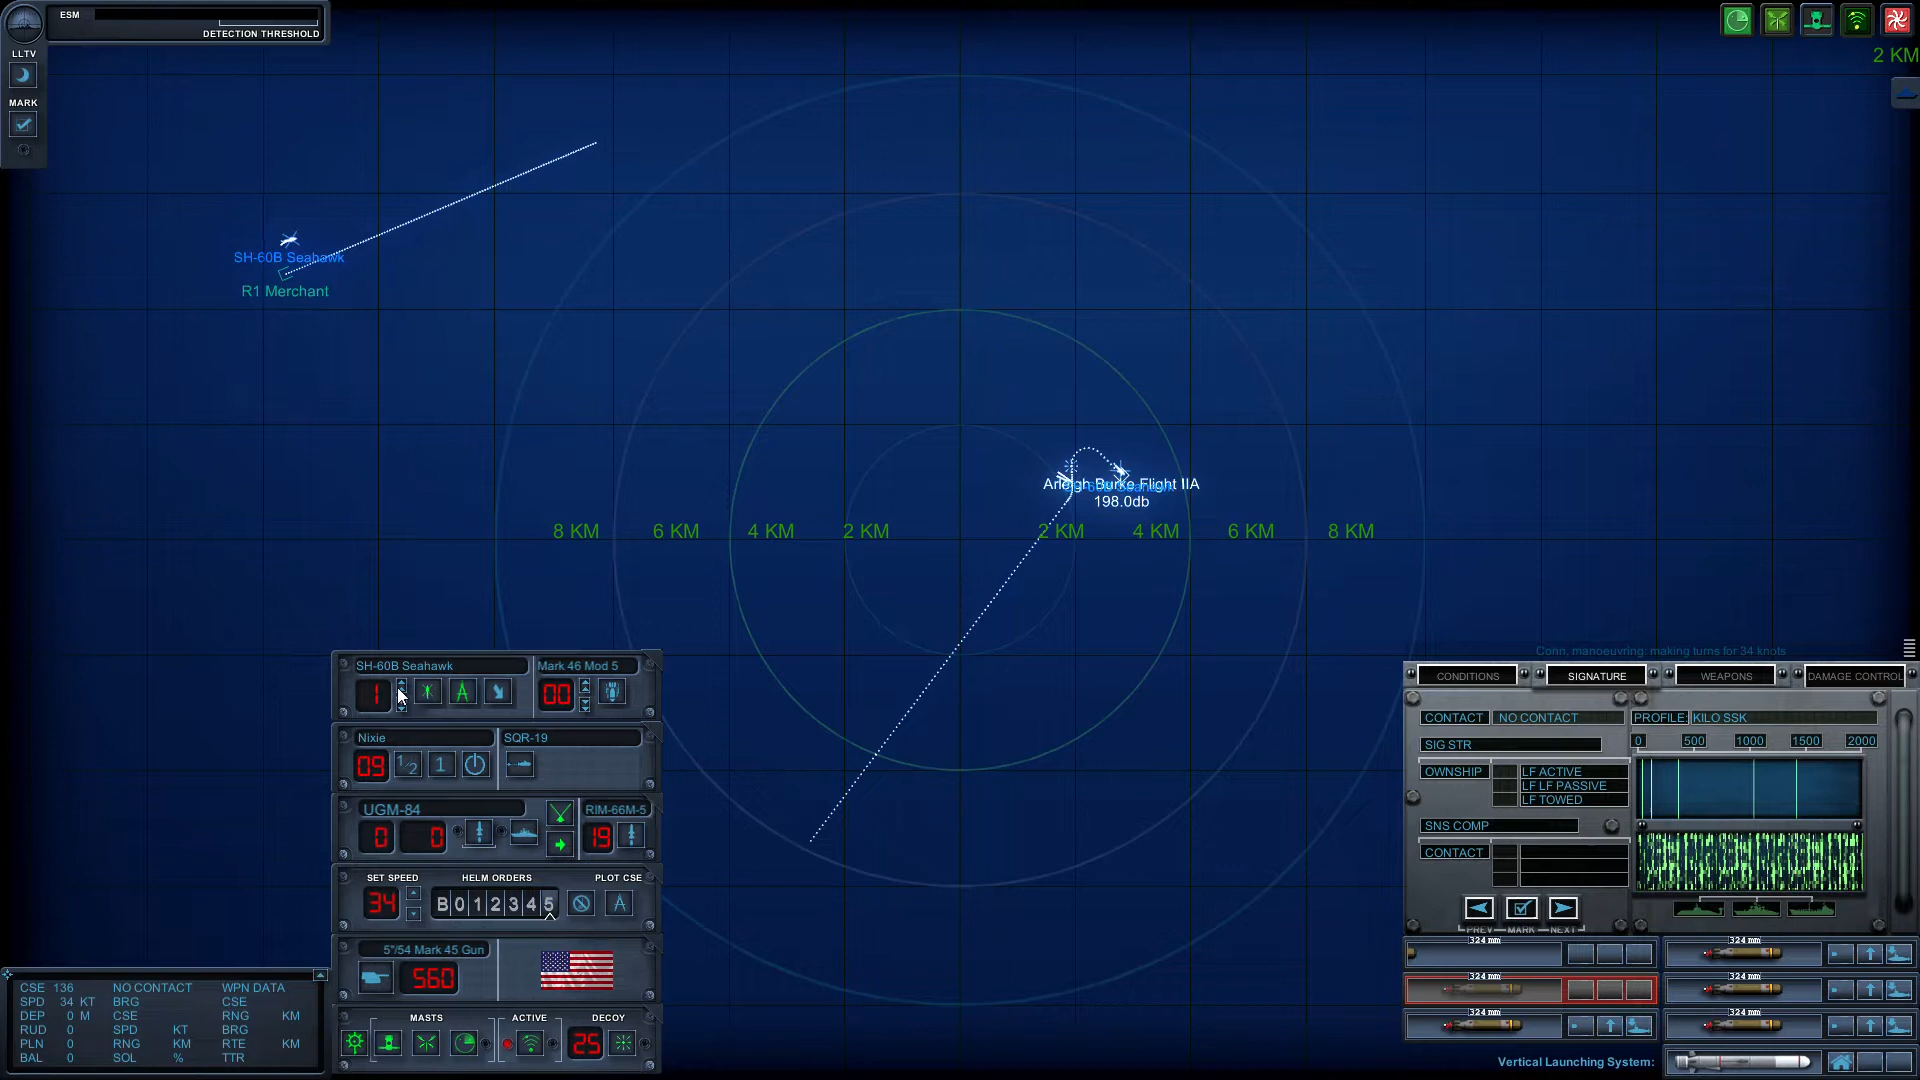 ESM
DETECTION THRESHOLD
LLTV
MARK
2 KM
SH-60B Seahawk
R1 Merchant
Arleigh Burke Flight IIA
198.0db
8 KM 6 KM 4 KM 2 KM 2 KM 4 KM 6 KM 8 KM
Conn, manoeuvring: making turns for 34 knots
SH-60B Seahawk Mark 46 Mod 5
1 00
Nixie SQR-19
09 1/2 1
UGM-84 RIM-66M-5
0 0 19
SET SPEED HELM ORDERS PLOT CSE
34 B 0 1 2 3 4 5
5"/54 Mark 45 Gun
560
MASTS ACTIVE DECOY
25
CSE 136 NO CONTACT WPN DATA
SPD 34 KT BRG CSE
DEP 0 M CSE RNG KM
RUD 0 SPD KT BRG
PLN 0 RNG KM RTE KM
BAL 0 SOL % TTR
CONDITIONS SIGNATURE WEAPONS DAMAGE CONTROL
CONTACT NO CONTACT PROFILE: KILO SSK
SIG STR 0 500 1000 1500 2000
OWNSHIP LF ACTIVE
LF LF PASSIVE
LF TOWED
SNS COMP
CONTACT
PREV MARK NEXT
324 mm 324 mm
324 mm 324 mm
324 mm 324 mm
Vertical Launching System: